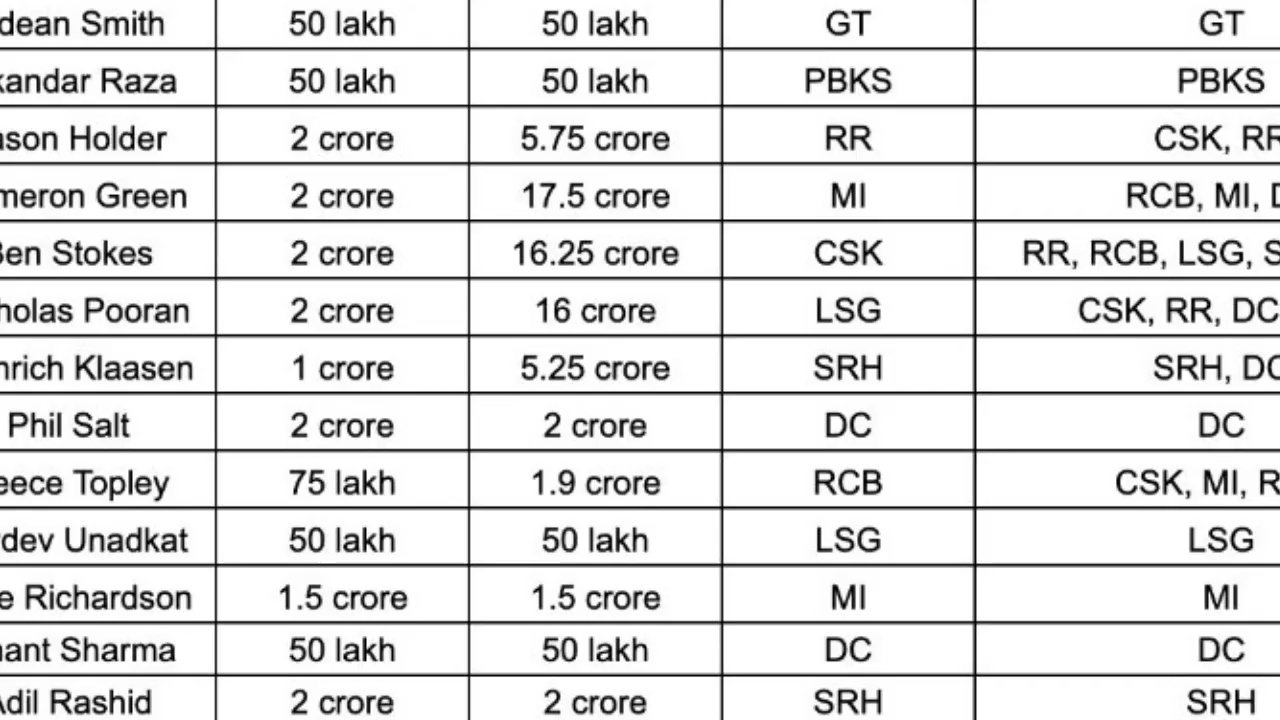 dean Smith 50 lakh 50 lakh GT GT
kandar Raza 50 lakh 50 lakh PBKS PBKS
ason Holder 2 crore 5.75 crore RR CSK, RR
meron Green 2 crore 17.5 crore MI RCB, MI, D
Ben Stokes 2 crore 16.25 crore CSK RR, RCB, LSG, S
holas Pooran 2 crore 16 crore LSG CSK, RR, DC
nrich Klaasen 1 crore 5.25 crore SRH SRH, DC
Phil Salt 2 crore 2 crore DC DC
eece Topley 75 lakh 1.9 crore RCB CSK, MI, R
dev Unadkat 50 lakh 50 lakh LSG LSG
e Richardson 1.5 crore 1.5 crore MI MI
hant Sharma 50 lakh 50 lakh DC DC
Adil Rashid 2 crore 2 crore SRH SRH